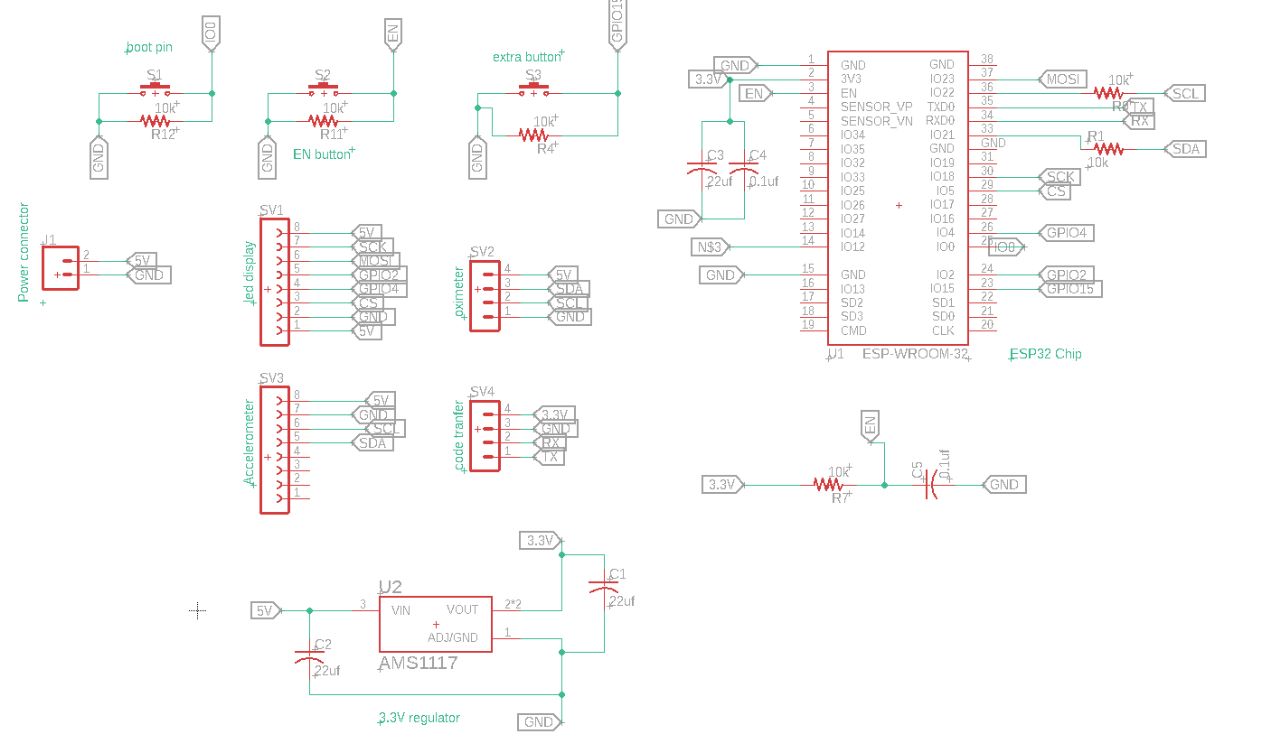 boot pin
IO0
S1
10k
R12
GND
EN
S2
10k
R11
EN button
GND
extra button
GPIO15
S3
10k
R4
GND
Power connector
J1
2 5V
1 GND
SV1
led display
8 5V
7 SCK
6 MOSI
5 GPIO2
4 GPIO4
3 CS
2 GND
1 5V
SV2
oximeter
4 5V
3 SDA
2 SCL
1 GND
SV3
Accelerometer
8 5V
7 GND
6 SCL
5 SDA
4
3
2
1
SV4
code tranfer
4 3.3V
3 GND
2 RX
1 TX
GND 1 GND
3.3V 2 3V3
EN 3 EN
4 SENSOR_VP
5 SENSOR_VN
6 IO34
7 IO35
8 IO32
9 IO33
10 IO25
11 IO26
12 IO27
13 IO14
N$3 14 IO12
GND 15 GND
16 IO13
17 SD2
18 SD3
19 CMD
C3
22uf
C4
0.1uf
GND
GND 38
IO23 37 MOSI
IO22 36 10k SCL
TXD0 35 TX
RXD0 34 RX
IO21 33 R1 10k SDA
GND GND
IO19 31
IO18 30 SCK
IO5 29 CS
IO17 28
IO16 27
IO4 26 GPIO4
IO0 25 IO0
IO2 24 GPIO2
IO15 23 GPIO15
SD1 22
SD0 21
CLK 20
U1 ESP-WROOM-32
ESP32 Chip
EN
3.3V
10k
R7
C5
0.1uf
GND
3.3V
C1
22uf
U2
5V
3 VIN
VOUT 2*2
ADJ/GND 1
AMS1117
C2
22uf
3.3V regulator
GND